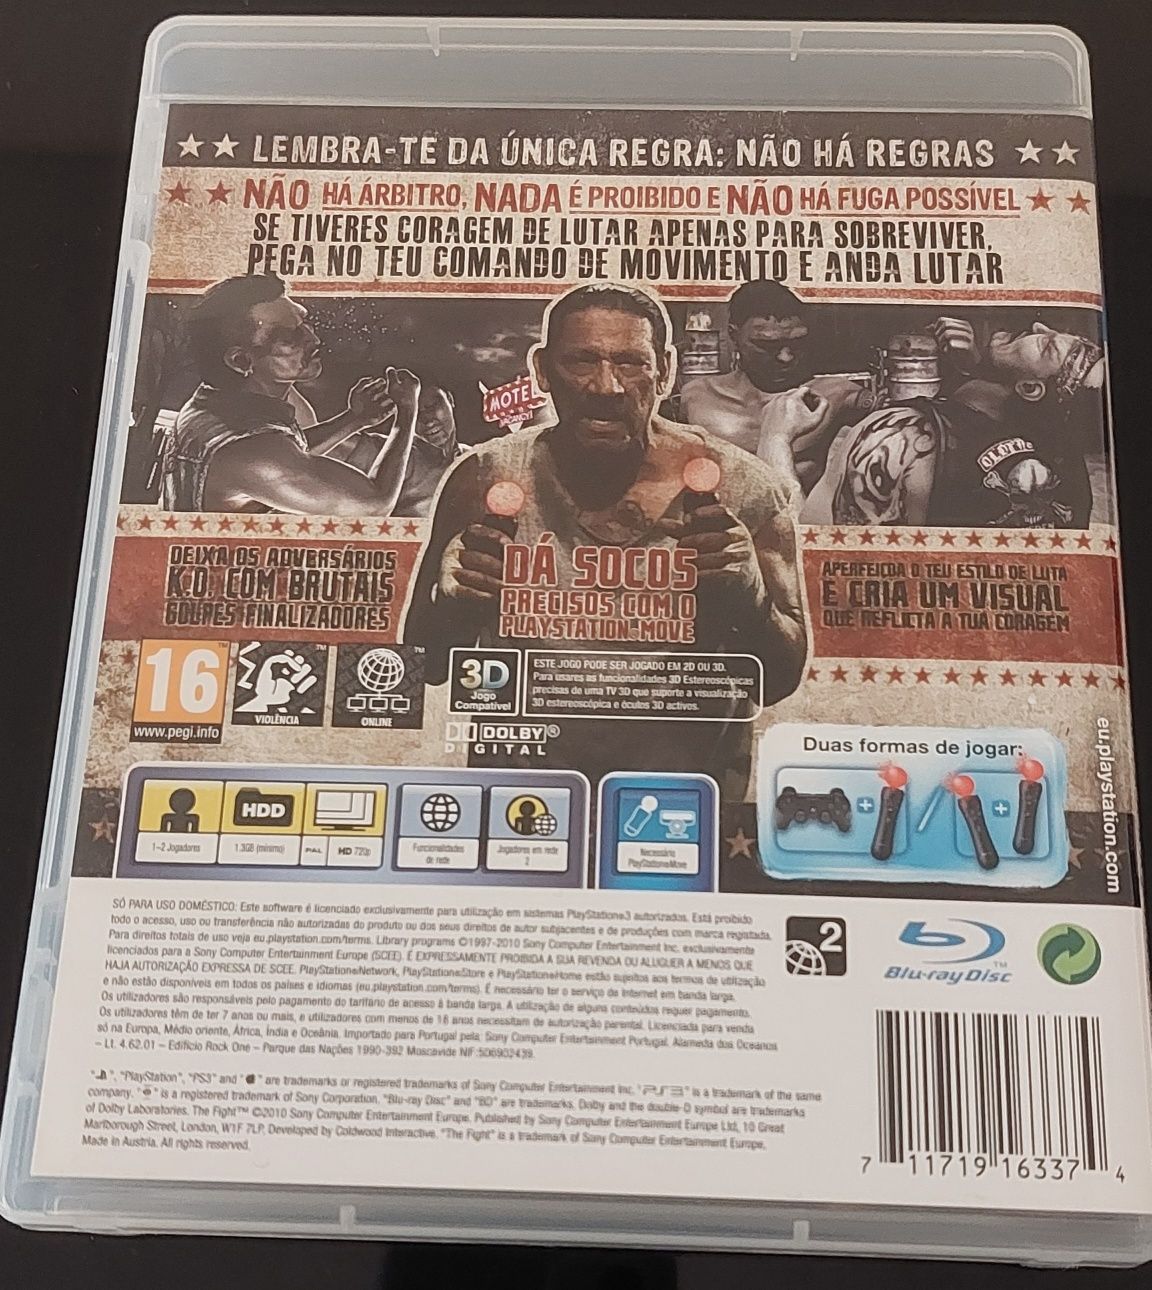 LEMBRA-TE DA ÚNICA REGRA: NÃO HÁ REGRAS
NÃO HÁ ÁRBITRO, NADA É PROIBIDO E NÃO HÁ FUGA POSSÍVEL
SE TIVERES CORAGEM DE LUTAR APENAS PARA SOBREVIVER,
PEGA NO TEU COMANDO DE MOVIMENTO E ANDA LUTAR
MOTEL
VACANCY
DEIXA OS ADVERSÁRIOS
K.O. COM BRUTAIS
GOLPES FINALIZADORES
DÁ SOCOS
PRECISOS COM O
PLAYSTATION®MOVE
APERFEIÇOA O TEU ESTILO DE LUTA
E CRIA UM VISUAL
QUE REFLICTA A TUA CORAGEM
16™
www.pegi.info
VIOLÊNCIA
ONLINE
3D
Jogo
Compatível
ESTE JOGO PODE SER JOGADO EM 2D OU 3D.
Para usares as funcionalidades 3D Estereoscópicas
precisas de uma TV 3D que suporte a visualização
3D estereoscópica e óculos 3D activos.
DOLBY®
DIGITAL
Duas formas de jogar:
eu.playstation.com
HDD
1-2 Jogadores
1.3GB (mínimo)
PAL HD 720p
Funcionalidades
de rede
Jogadores em rede
2
Necessário
PlayStation®Move
SÓ PARA USO DOMÉSTICO: Este software é licenciado exclusivamente para utilização em sistemas PlayStation®3 autorizados. Está proibido
todo o acesso, uso ou transferência não autorizadas do produto ou dos seus direitos de autor subjacentes e de produções com marca registada.
Para direitos totais de uso veja eu.playstation.com/terms. Library programs ©1997-2010 Sony Computer Entertainment Inc. exclusivamente
licenciados para a Sony Computer Entertainment Europe (SCEE). É EXPRESSAMENTE PROIBIDA A SUA REVENDA OU ALUGUER A MENOS QUE
HAJA AUTORIZAÇÃO EXPRESSA DE SCEE. PlayStation®Network, PlayStation®Store e PlayStation®Home estão sujeitos aos termos de utilização
e não estão disponíveis em todos os países e idiomas (eu.playstation.com/terms). É necessário ter o serviço de Internet em banda larga.
Os utilizadores são responsáveis pelo pagamento do tarifário de acesso à banda larga. A utilização de alguns conteúdos requer pagamento.
Os utilizadores têm de ter 7 anos ou mais, e utilizadores com menos de 18 anos necessitam de autorização parental. Licenciada para venda
só na Europa, Médio oriente, África, Índia e Oceânia. Importado para Portugal pela: Sony Computer Entertainment Portugal. Alameda dos Oceanos
– Lt. 4.62.01 – Edifício Rock One – Parque das Nações 1990-392 Moscavide NIF:506902439.
" ", "PlayStation", "PS3" and " " are trademarks or registered trademarks of Sony Computer Entertainment Inc. "PS3" is a trademark of the same
company. " " is a registered trademark of Sony Corporation. "Blu-ray Disc" and "BD" are trademarks. Dolby and the double-D symbol are trademarks
of Dolby Laboratories. The Fight™ ©2010 Sony Computer Entertainment Europe. Published by Sony Computer Entertainment Europe Ltd, 10 Great
Marlborough Street, London, W1F 7LP. Developed by Coldwood Interactive. "The Fight" is a trademark of Sony Computer Entertainment Europe.
Made in Austria. All rights reserved.
2
Blu-ray Disc™
7 11719 16337 4